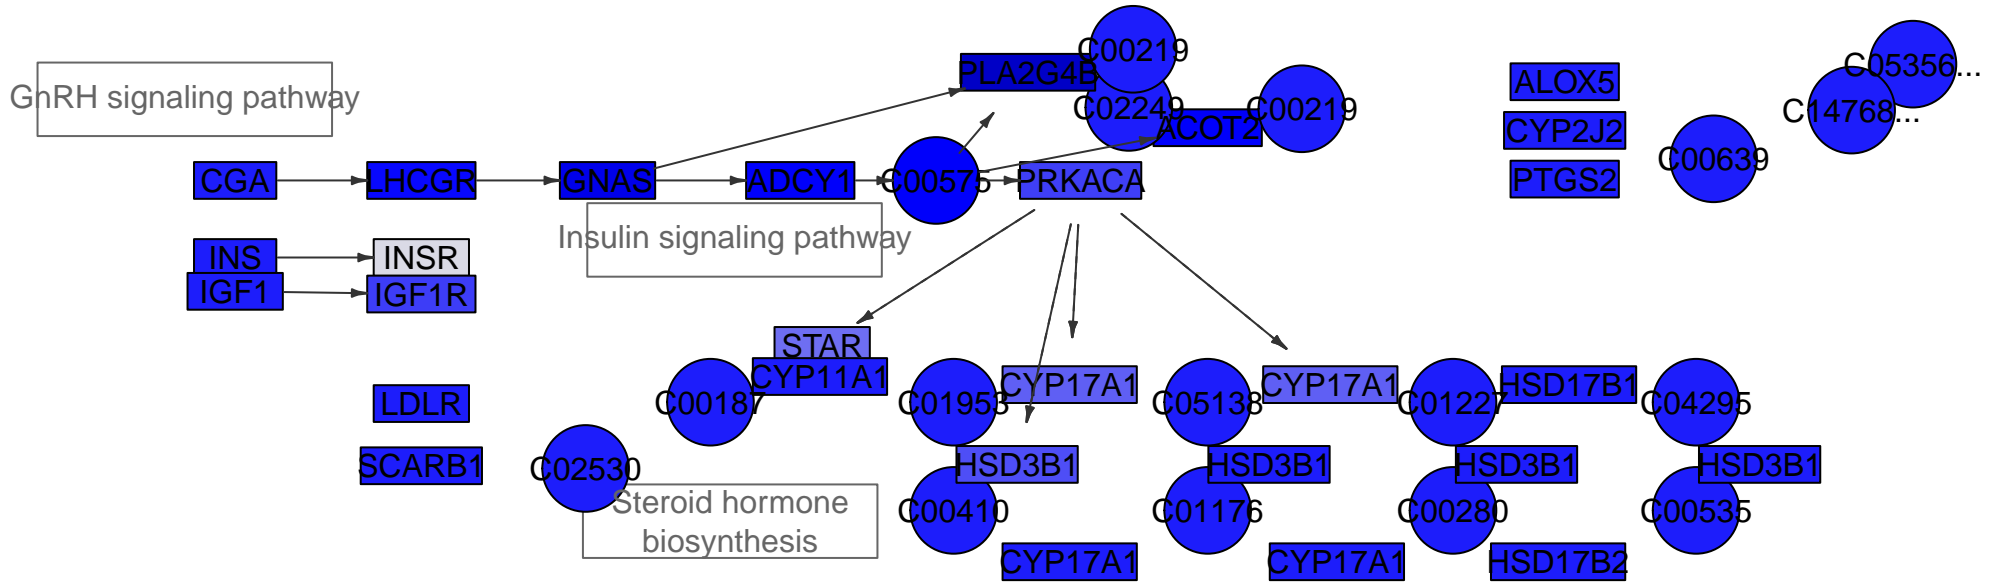 GnRH signaling pathway
PLA2G4B
C00219
C02249
ACOT2
C00219
ALOX5
CYP2J2
PTGS2
C00639
C05356...
C14768...
CGA
LHCGR
GNAS
ADCY1
C00575
PRKACA
Insulin signaling pathway
INS
INSR
IGF1
IGF1R
STAR
CYP11A1
C00187
C01953
CYP17A1
C05138
CYP17A1
C01227
HSD17B1
C04295
LDLR
SCARB1
C02530
HSD3B1
HSD3B1
HSD3B1
HSD3B1
Steroid hormone
biosynthesis
C00410
C01176
C00280
C00535
CYP17A1
CYP17A1
HSD17B2